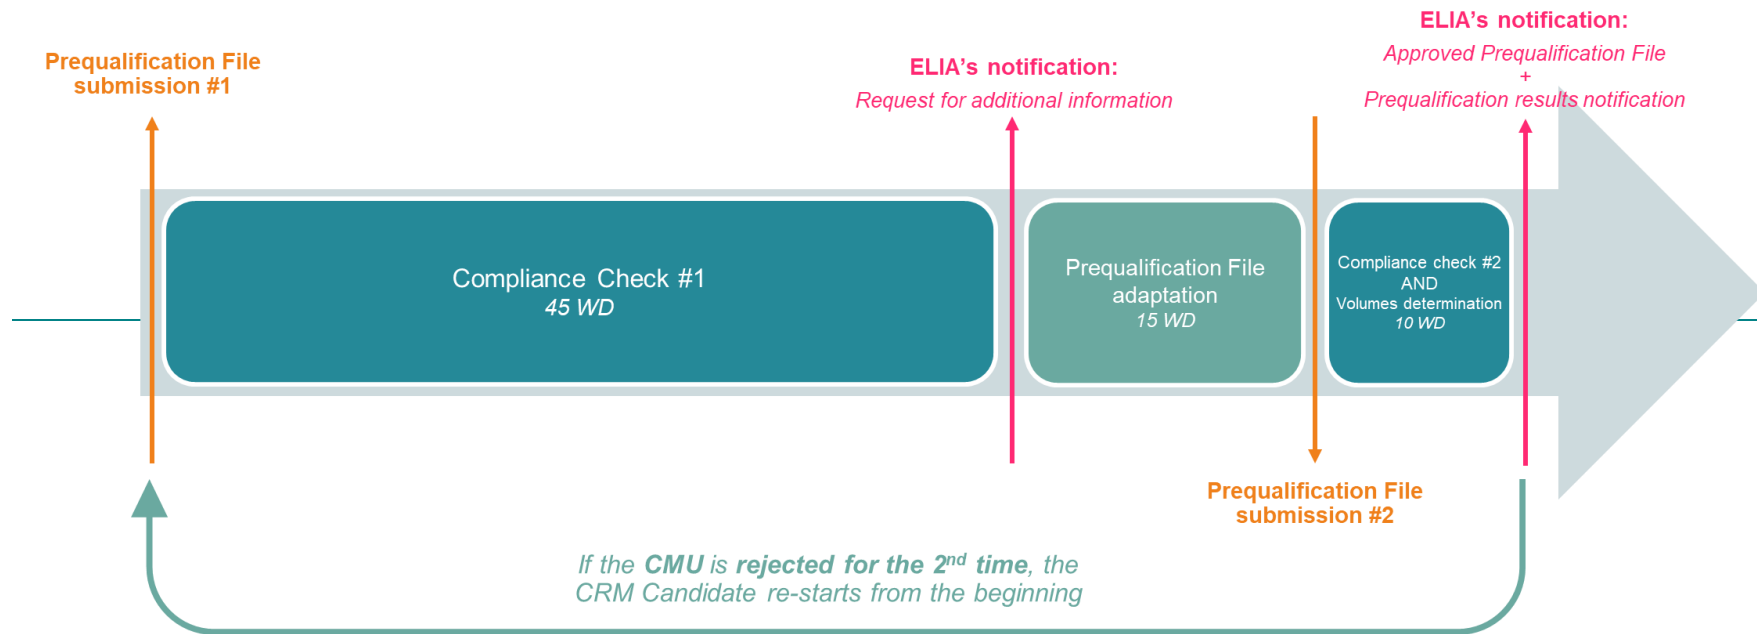 Prequalification File
submission #1
ELIA's notification:
Request for additional information
ELIA's notification:
Approved Prequalification File
+
Prequalification results notification
Compliance Check #1
45 WD
Prequalification File
adaptation
15 WD
Compliance check #2
AND
Volumes determination
10 WD
Prequalification File
submission #2
If the CMU is rejected for the 2nd time, the
CRM Candidate re-starts from the beginning